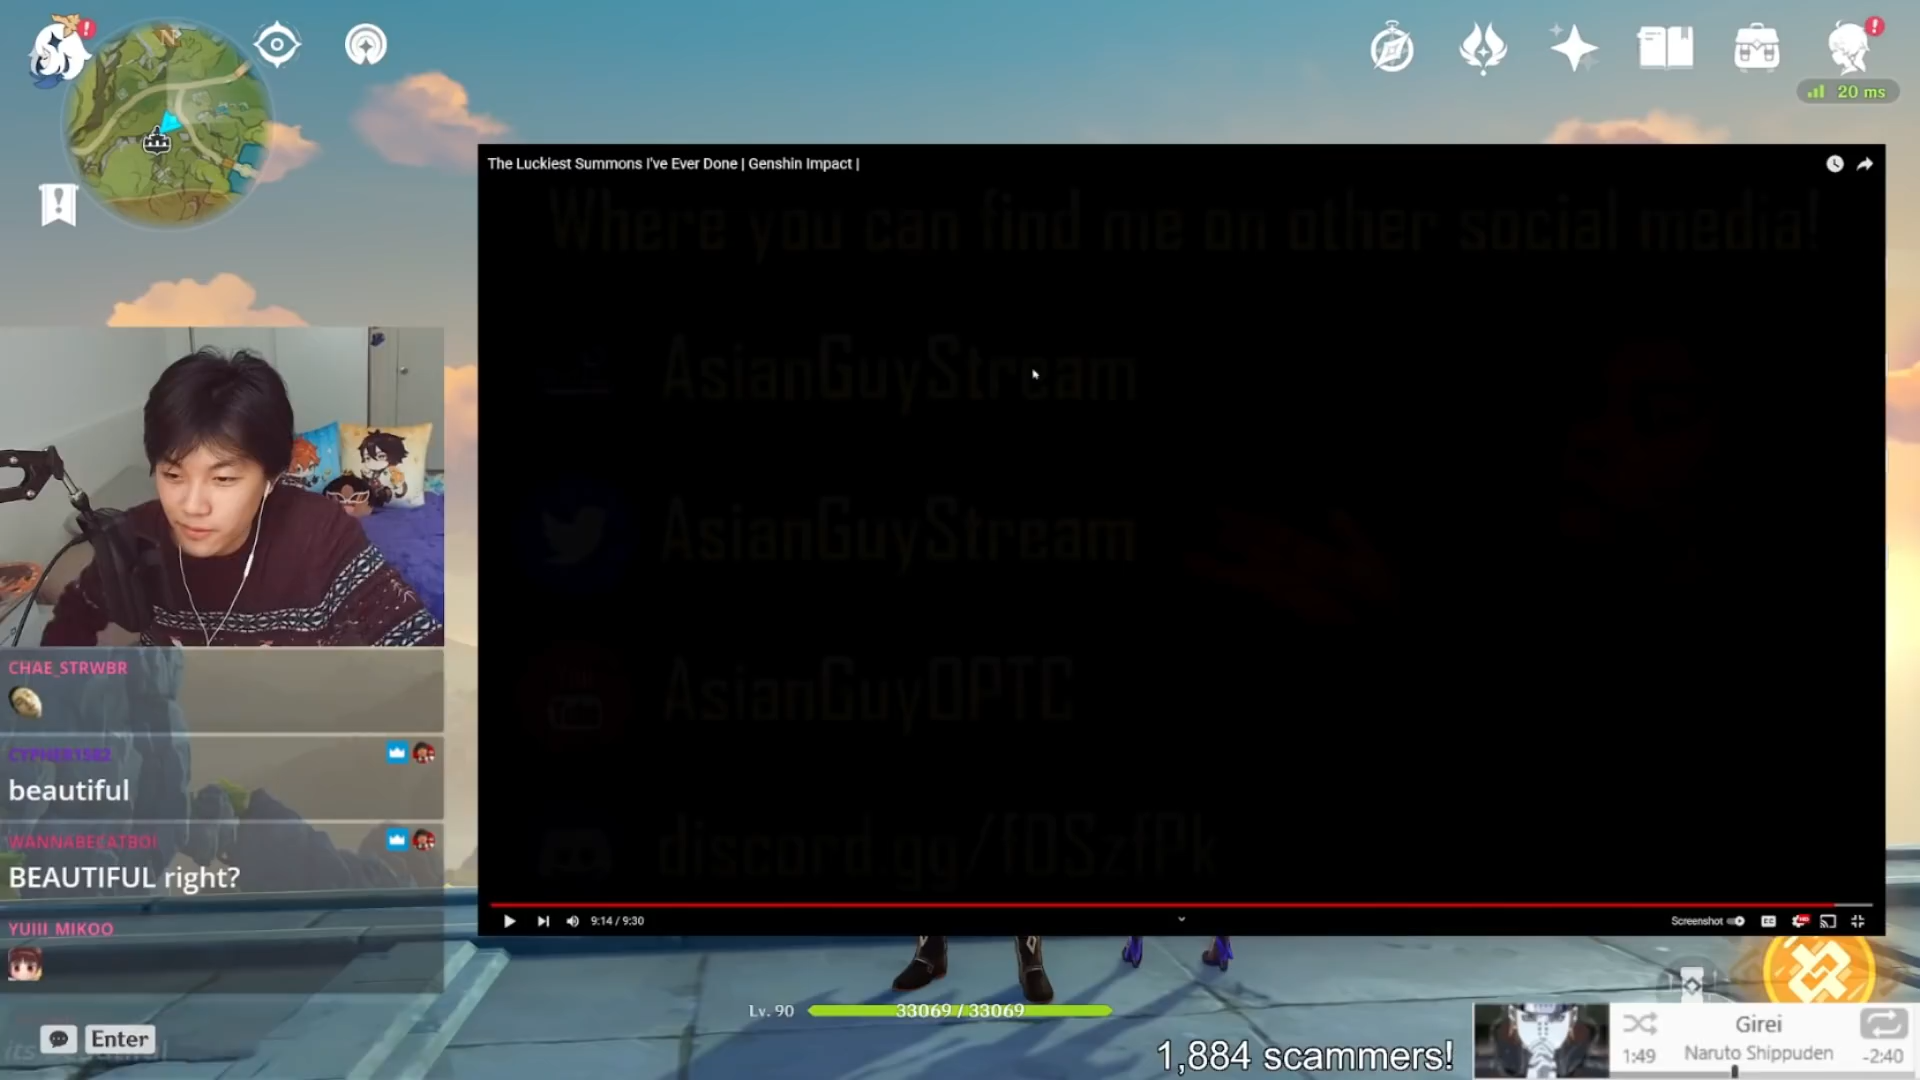 N
20 ms
The Luckiest Summons I've Ever Done | Genshin Impact |
Where you can find me on other social media!
AsianGuyStream
AsianGuyStream
AsianGuyOPTC
CHAE_STRWBR
CYPHER1582
beautiful
WANNABECATBOI
BEAUTIFUL right?
YUIII_MIKOO
9:14 / 9:30
Screenshot
Enter
Lv. 90
33069 / 33069
1,884 scammers!
Girei
1:49
Naruto Shippuden
-2:40